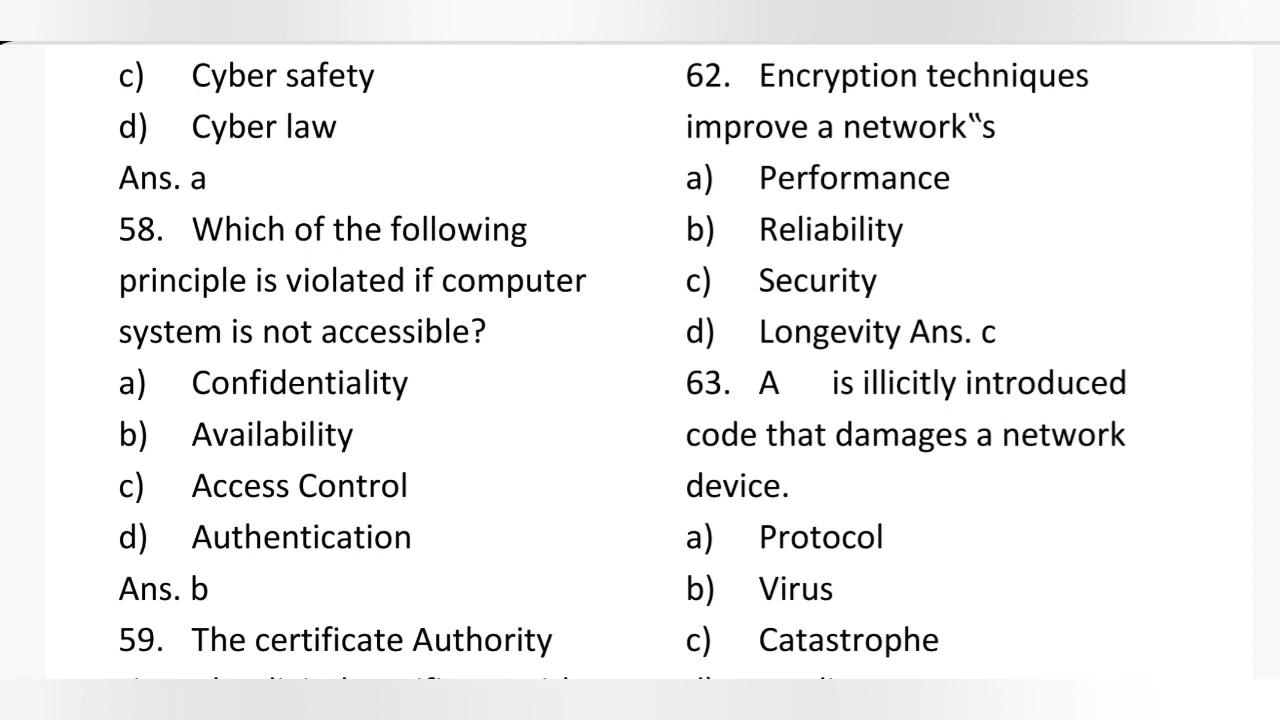 c) Cyber safety
d) Cyber law
Ans. a
58. Which of the following
principle is violated if computer
system is not accessible?
a) Confidentiality
b) Availability
c) Access Control
d) Authentication
Ans. b
59. The certificate Authority
62. Encryption techniques
improve a network‟s
a) Performance
b) Reliability
c) Security
d) Longevity Ans. c
63. A is illicitly introduced
code that damages a network
device.
a) Protocol
b) Virus
c) Catastrophe